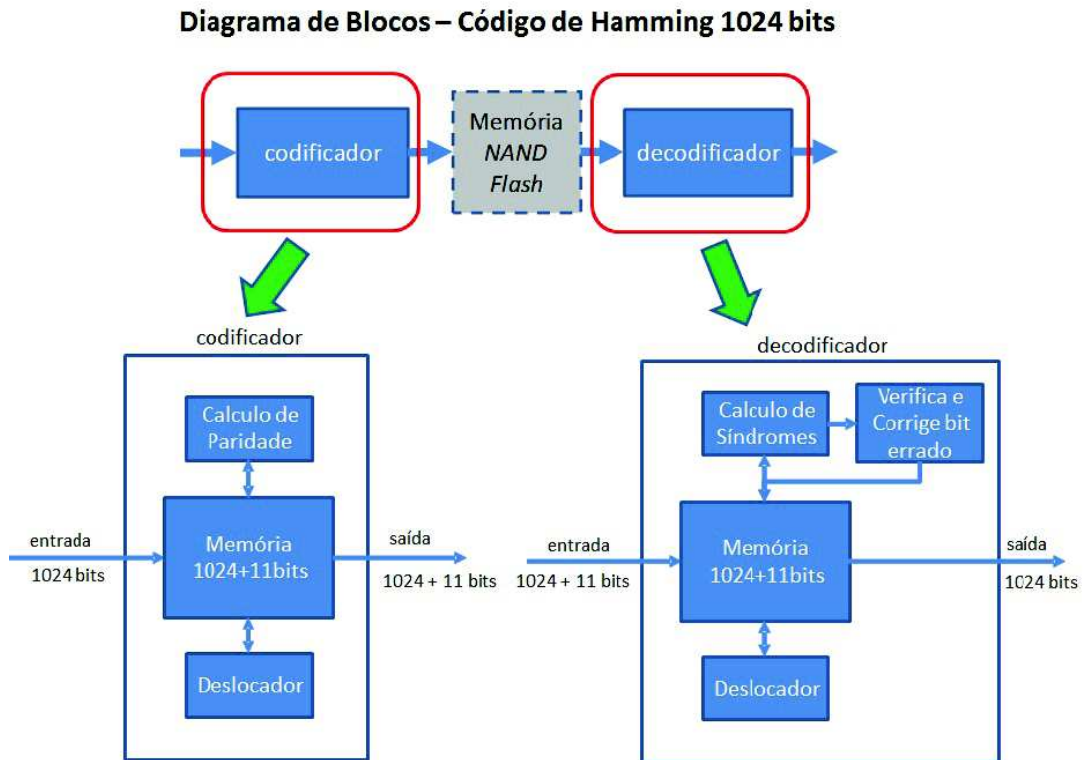 Diagrama de Blocos – Código de Hamming 1024 bits
codificador
Memória
NAND
Flash
decodificador
codificador
Calculo de
Paridade
entrada
1024 bits
Memória
1024+11bits
saída
1024 + 11 bits
Deslocador
decodificador
Calculo de
Síndromes
Verifica e
Corrige bit
errado
entrada
1024 + 11 bits
Memória
1024+11bits
saída
1024 bits
Deslocador